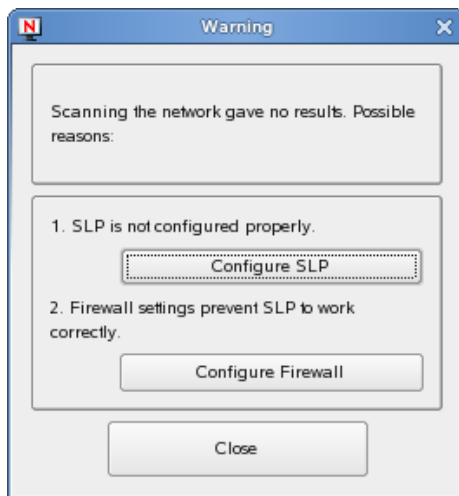 N
Warning
Scanning the network gave no results. Possible
reasons:
1. SLP is not configured properly.
Configure SLP
2. Firewall settings prevent SLP to work
correctly.
Configure Firewall
Close